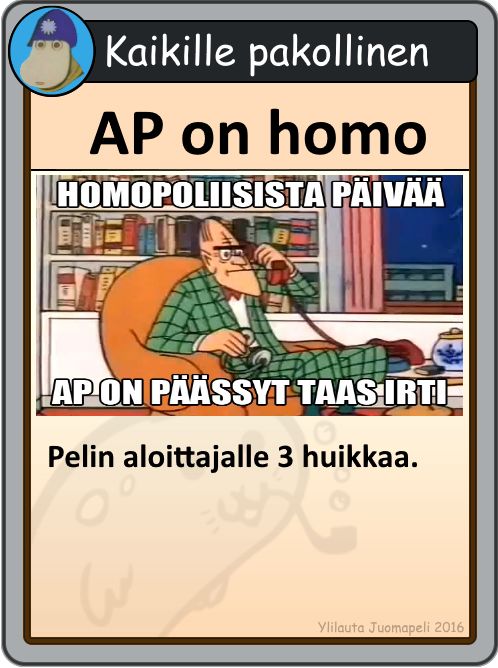 Kaikille pakollinen
AP on homo
HOMOPOLIISISTA PÄIVÄÄ
AP ON PÄÄSSYT TAAS IRTI
Pelin aloittajalle 3 huikkaa.
Ylilauta Juomapeli 2016